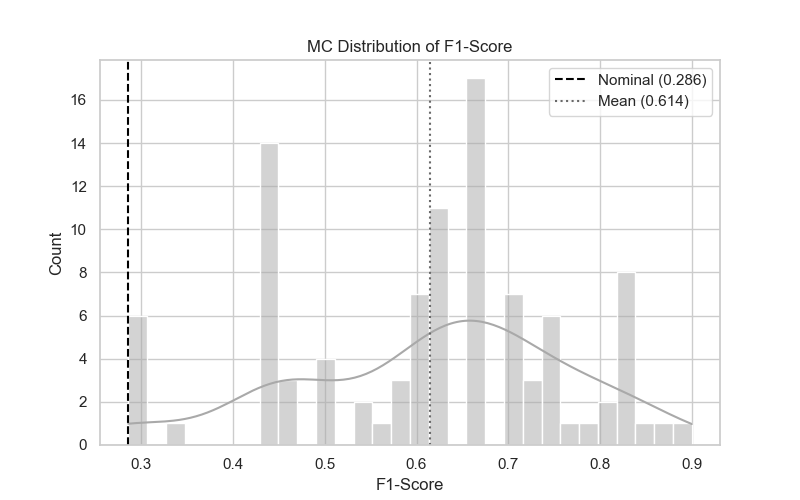 MC Distribution of F1-Score
Nominal (0.286)
Mean (0.614)
Count
16
14
12
10
8
6
4
2
0
0.3 0.4 0.5 0.6 0.7 0.8 0.9
F1-Score